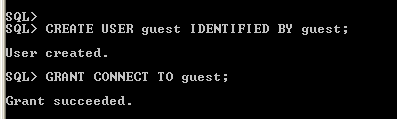 SQL>
SQL> CREATE USER guest IDENTIFIED BY guest;
User created.
SQL> GRANT CONNECT TO guest;
Grant succeeded.